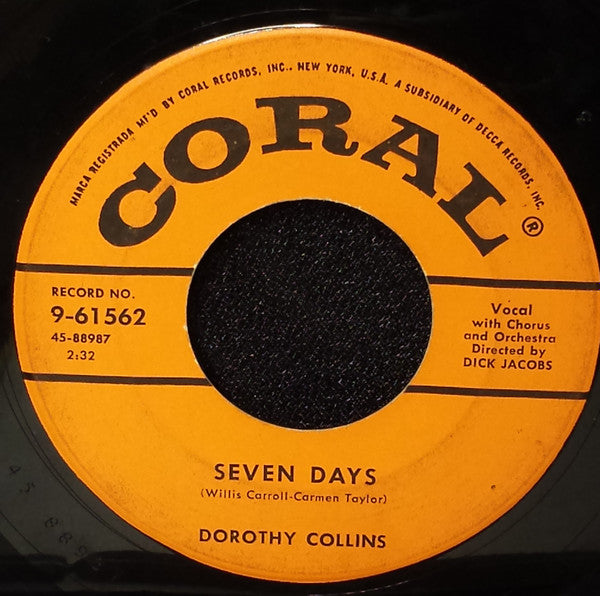 MARCA REGISTRADA MF'D BY CORAL RECORDS, INC., NEW YORK, U.S.A. A SUBSIDIARY OF DECCA RECORDS, INC.
CORAL®
RECORD NO.
9-61562
45-88987
2:32
Vocal
with Chorus
and Orchestra
Directed by
DICK JACOBS
SEVEN DAYS
(Willis Carroll-Carmen Taylor)
DOROTHY COLLINS